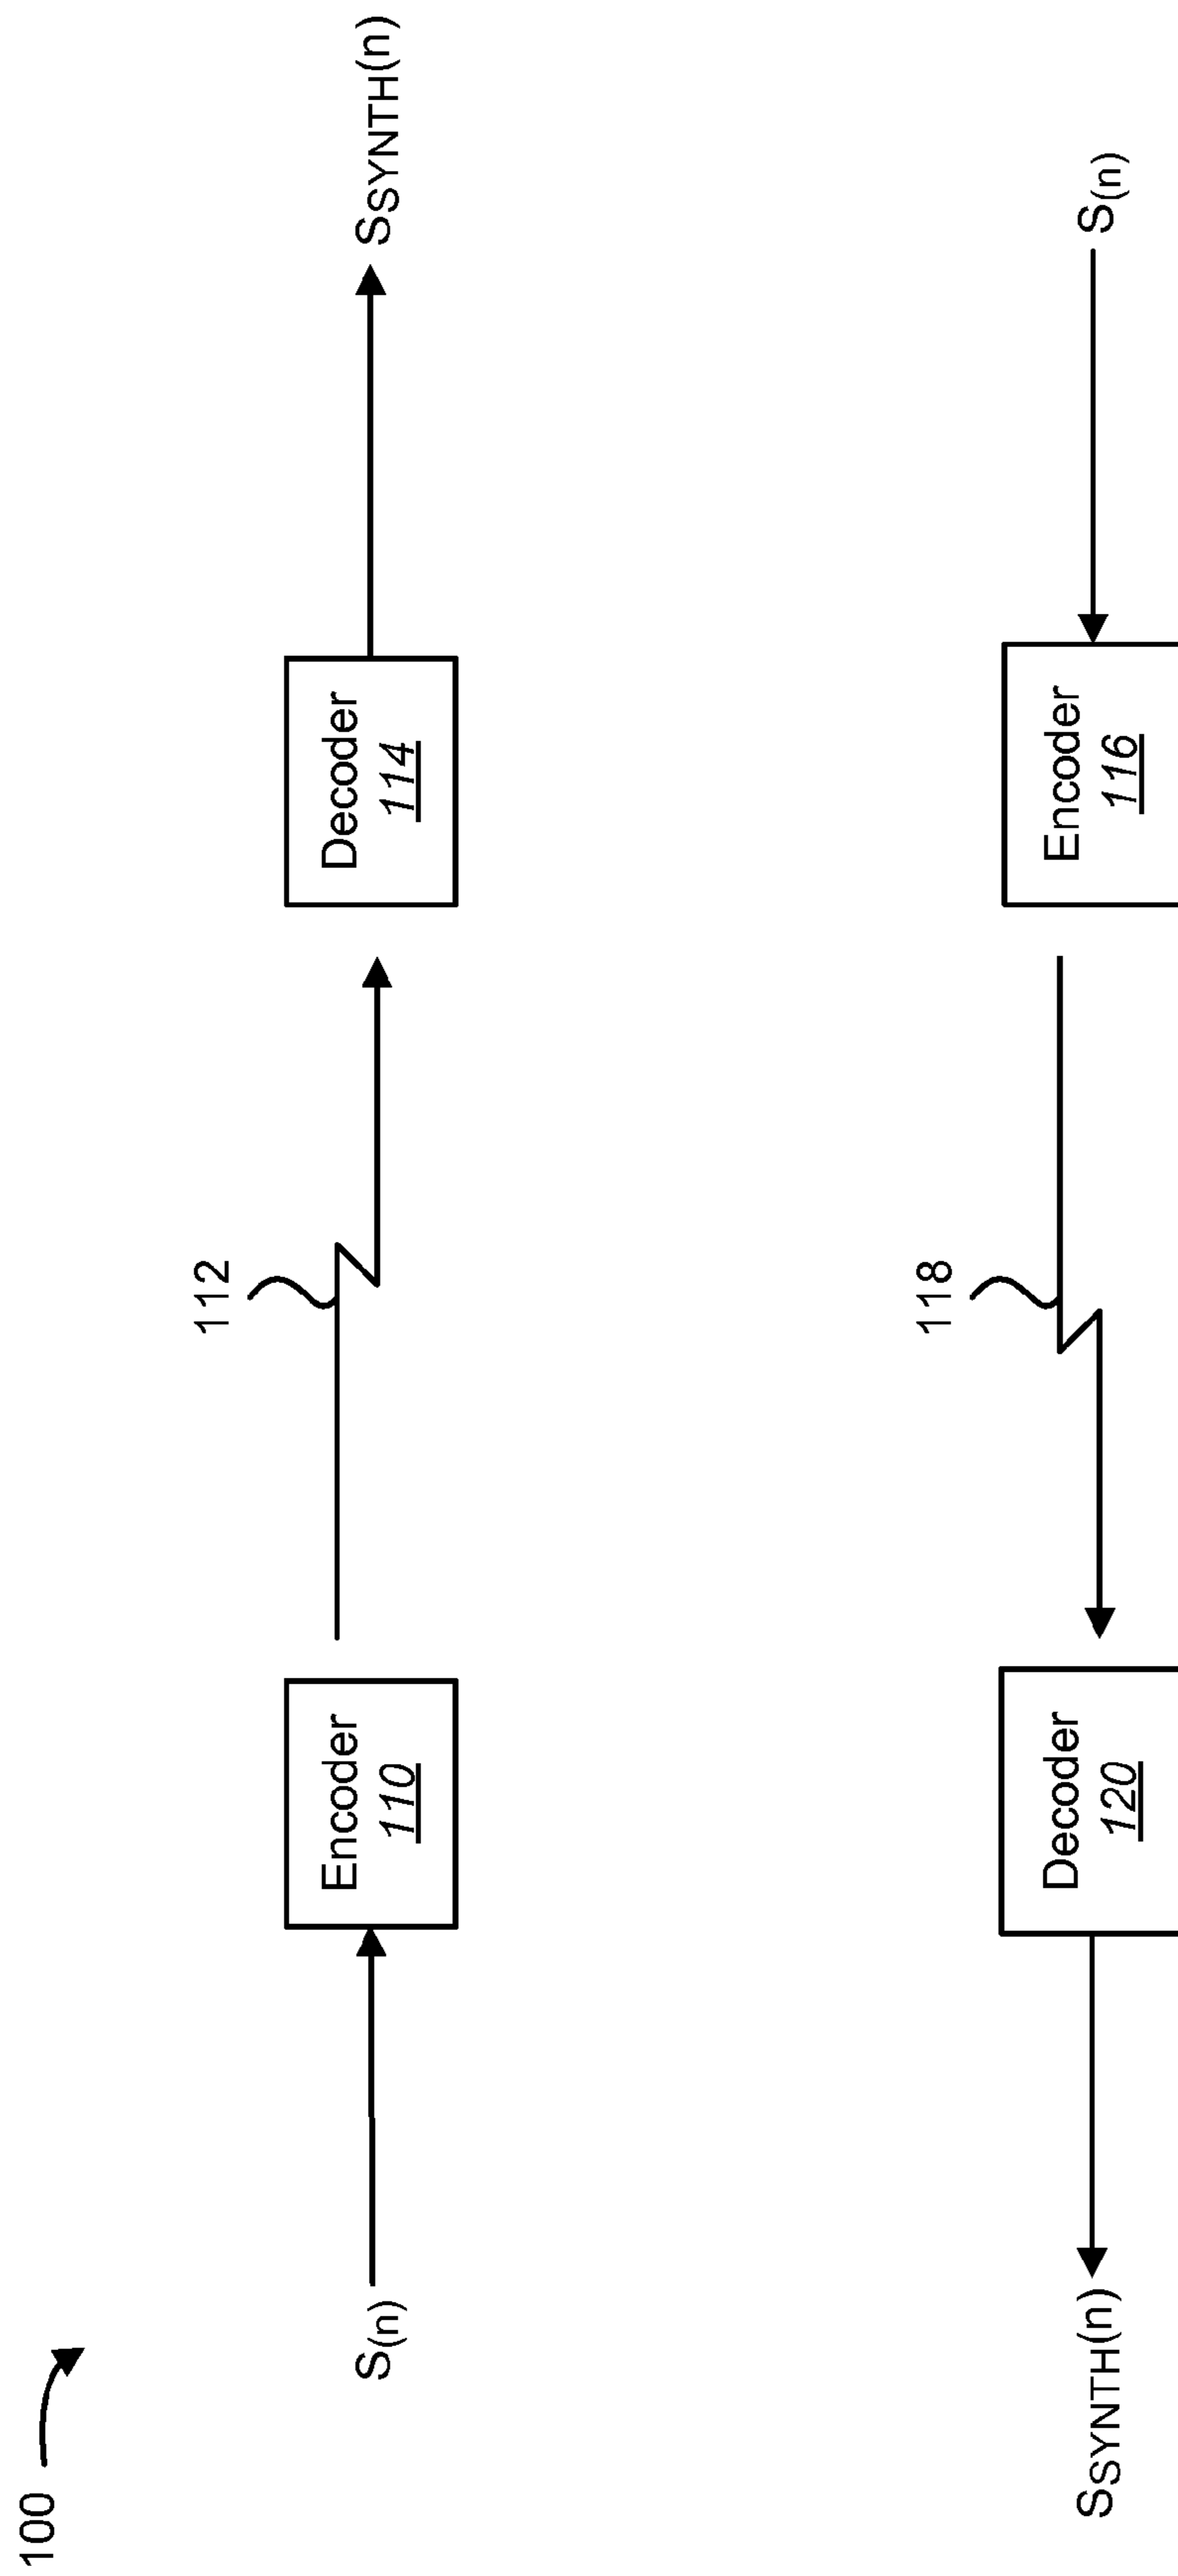 100
S(n)
Encoder
110
112
Decoder
114
SSYNTH(n)
SSYNTH(n)
Decoder
120
118
Encoder
116
S(n)